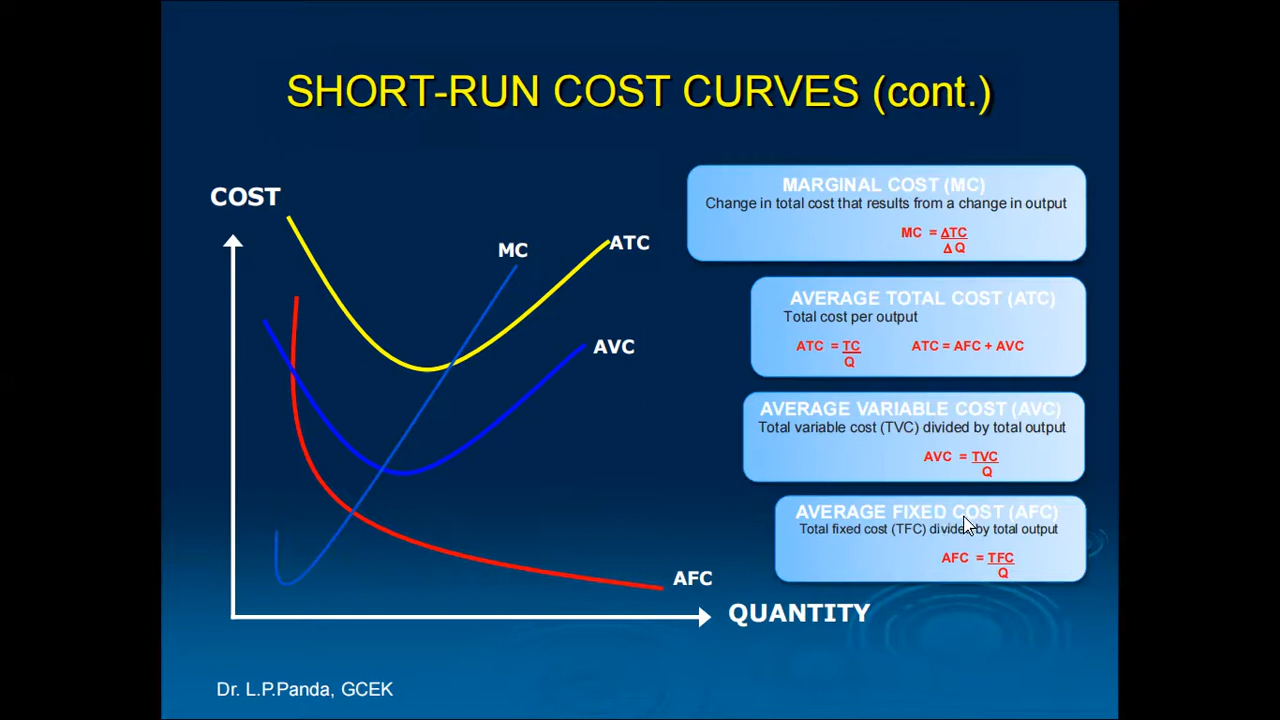 SHORT-RUN COST CURVES (cont.)
COST
MC
ATC
AVC
AFC
QUANTITY
MARGINAL COST (MC)
Change in total cost that results from a change in output
MC = ΔTC
Δ Q
AVERAGE TOTAL COST (ATC)
Total cost per output
ATC = TC ATC = AFC + AVC
Q
AVERAGE VARIABLE COST (AVC)
Total variable cost (TVC) divided by total output
AVC = TVC
Q
AVERAGE FIXED COST (AFC)
Total fixed cost (TFC) divided by total output
AFC = TFC
Q
Dr. L.P.Panda, GCEK